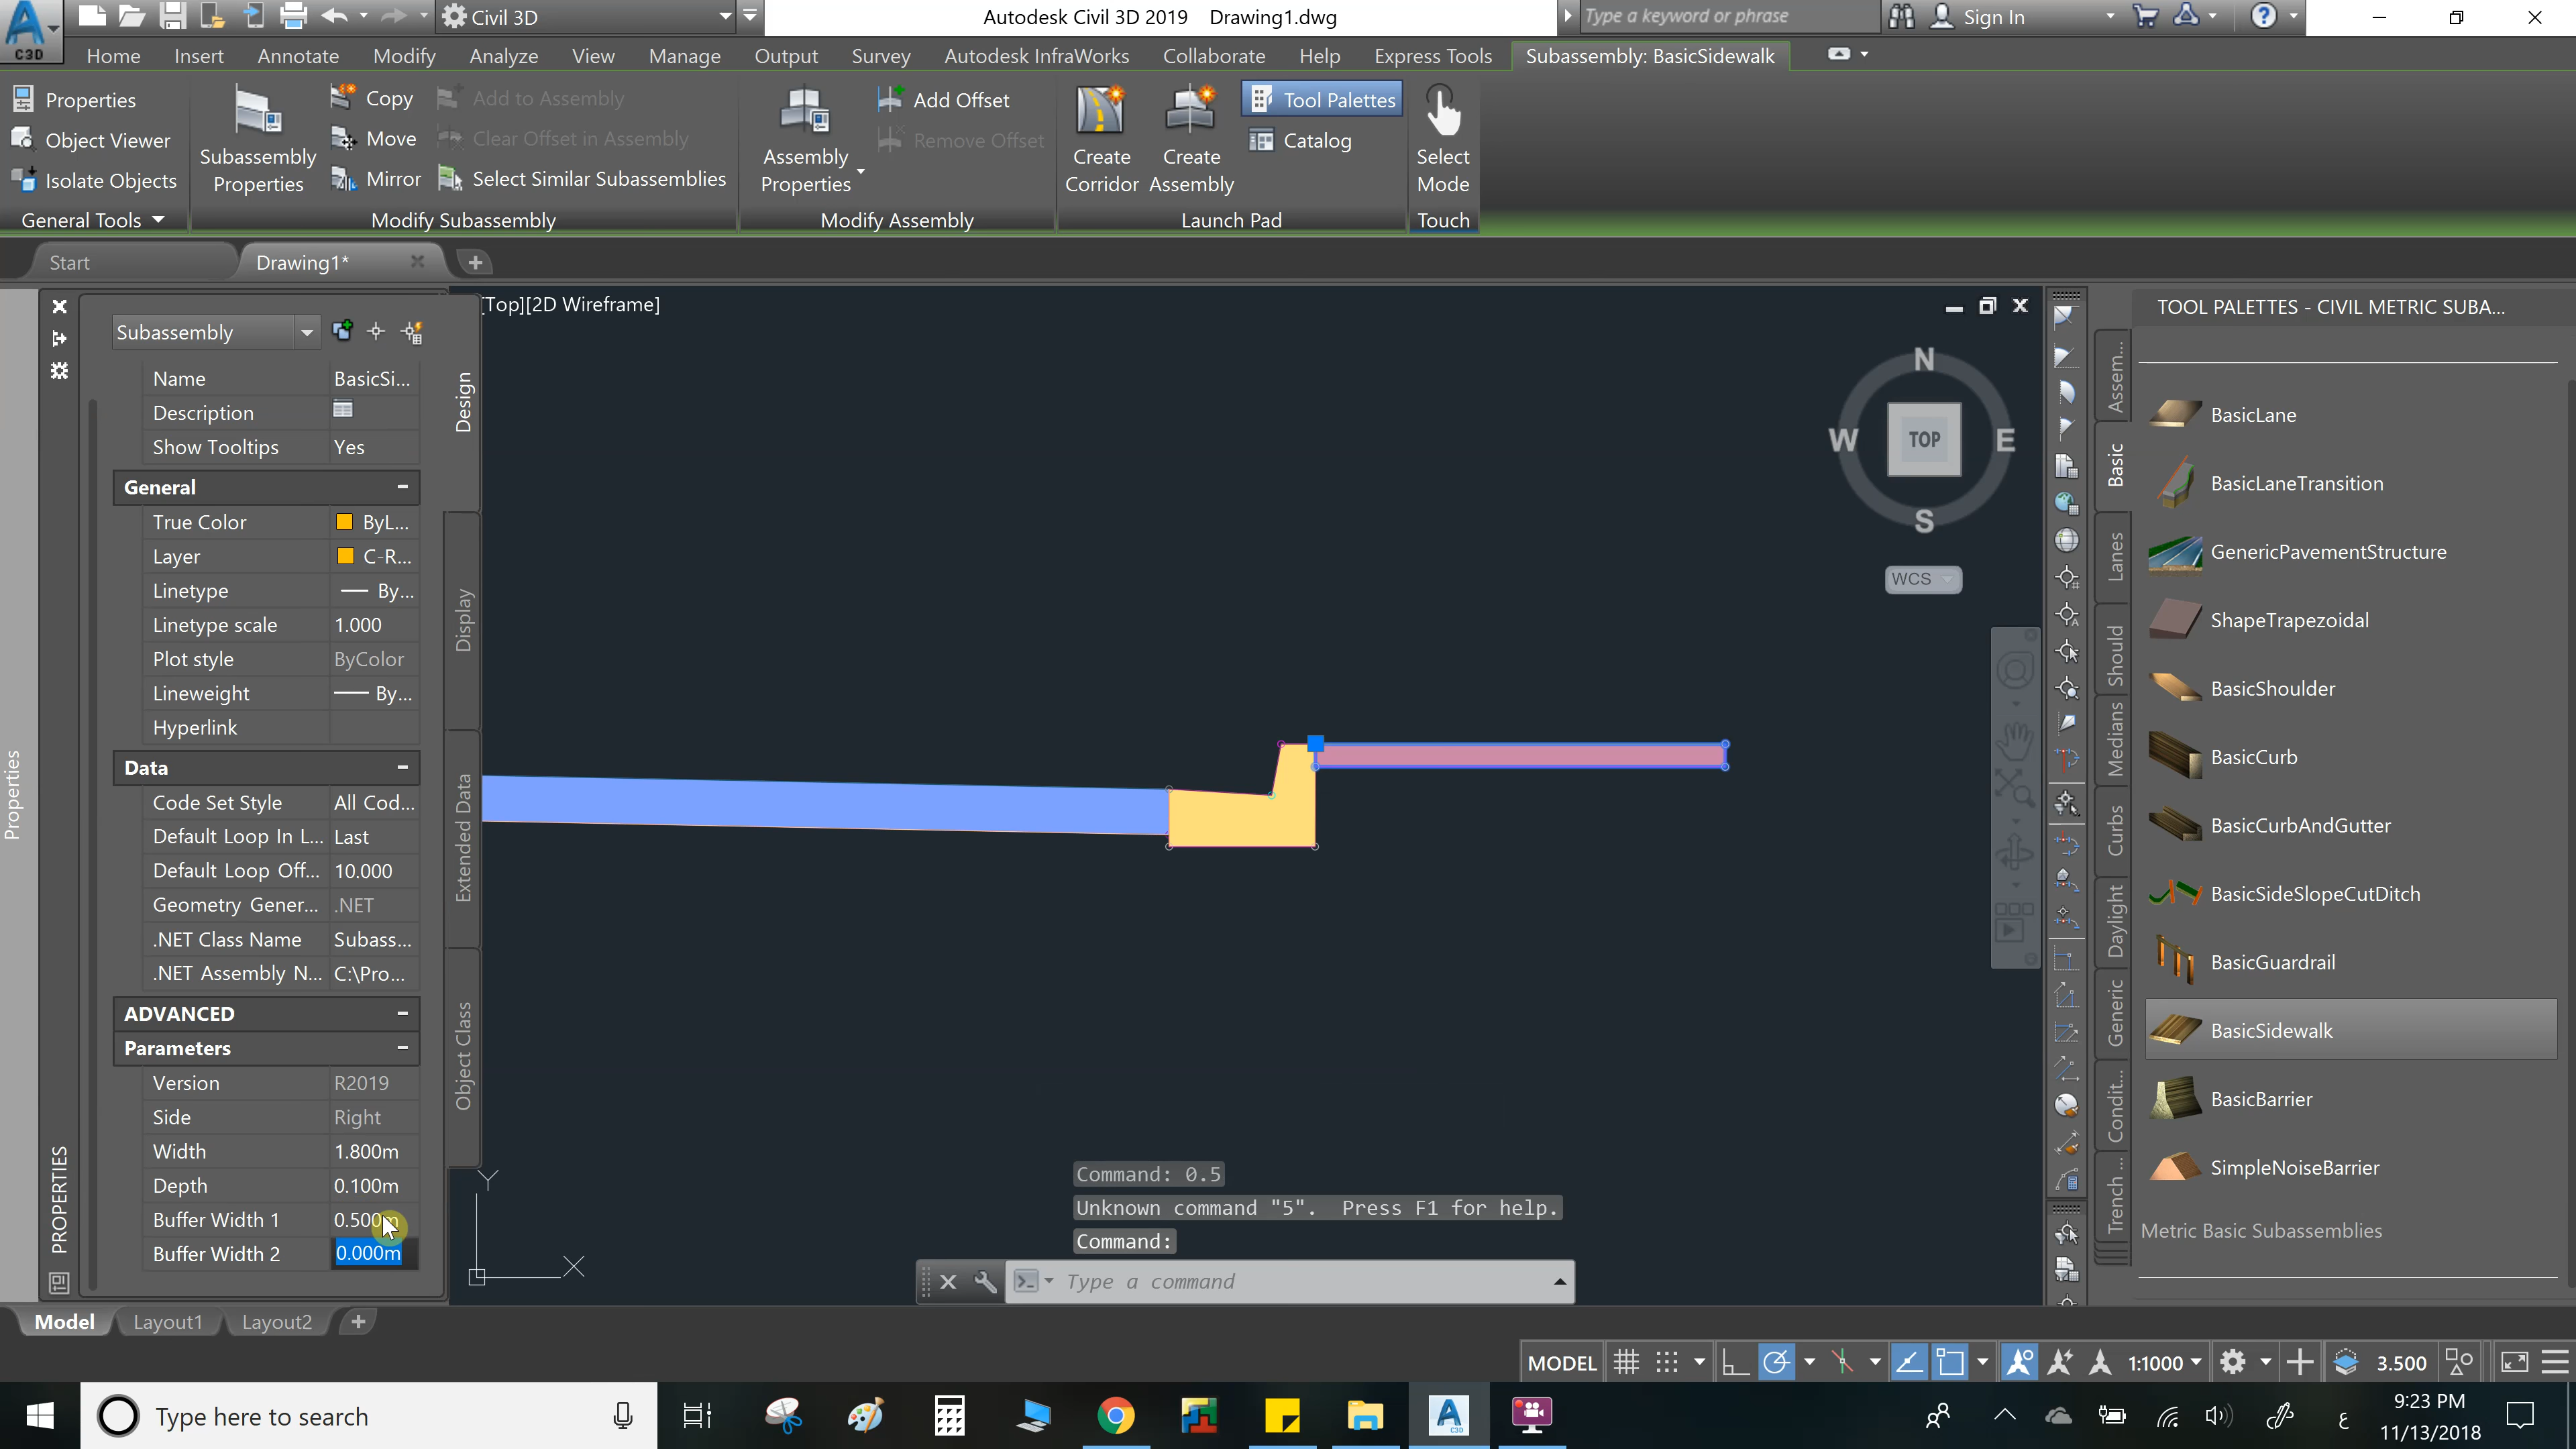 C3D
Civil 3D
Autodesk Civil 3D 2019 Drawing1.dwg
Type a keyword or phrase
Sign In
Home Insert Annotate Modify Analyze View Manage Output Survey Autodesk InfraWorks Collaborate Help Express Tools Subassembly: BasicSidewalk
Properties
Object Viewer
Isolate Objects
General Tools
Subassembly
Properties
Copy
Move
Mirror
Add to Assembly
Clear Offset in Assembly
Select Similar Subassemblies
Modify Subassembly
Assembly
Properties
Add Offset
Remove Offset
Modify Assembly
Create
Corridor
Create
Assembly
Tool Palettes
Catalog
Launch Pad
Select
Mode
Touch
Start
Drawing1*
Properties
PROPERTIES
Subassembly
Name BasicSi...
Description
Show Tooltips Yes
General
True Color ByL...
Layer C-R...
Linetype By...
Linetype scale 1.000
Plot style ByColor
Lineweight By...
Hyperlink
Data
Code Set Style All Cod...
Default Loop In L... Last
Default Loop Off... 10.000
Geometry Gener... .NET
.NET Class Name Subass...
.NET Assembly N... C:\Pro...
ADVANCED
Parameters
Version R2019
Side Right
Width 1.800m
Depth 0.100m
Buffer Width 1 0.500m
Buffer Width 2 0.000m
Design
Display
Extended Data
Object Class
[Top][2D Wireframe]
N
W TOP E
S
WCS
Y
X
Command: 0.5
Unknown command "5". Press F1 for help.
Command:
Type a command
TOOL PALETTES - CIVIL METRIC SUBA...
Assem...
Basic
Lanes
Should
Medians
Curbs
Daylight
Generic
Condit...
Trench ...
BasicLane
BasicLaneTransition
GenericPavementStructure
ShapeTrapezoidal
BasicShoulder
BasicCurb
BasicCurbAndGutter
BasicSideSlopeCutDitch
BasicGuardrail
BasicSidewalk
BasicBarrier
SimpleNoiseBarrier
Metric Basic Subassemblies
Model Layout1 Layout2
MODEL 1:1000 3.500
Type here to search
C3D
ع
9:23 PM
11/13/2018